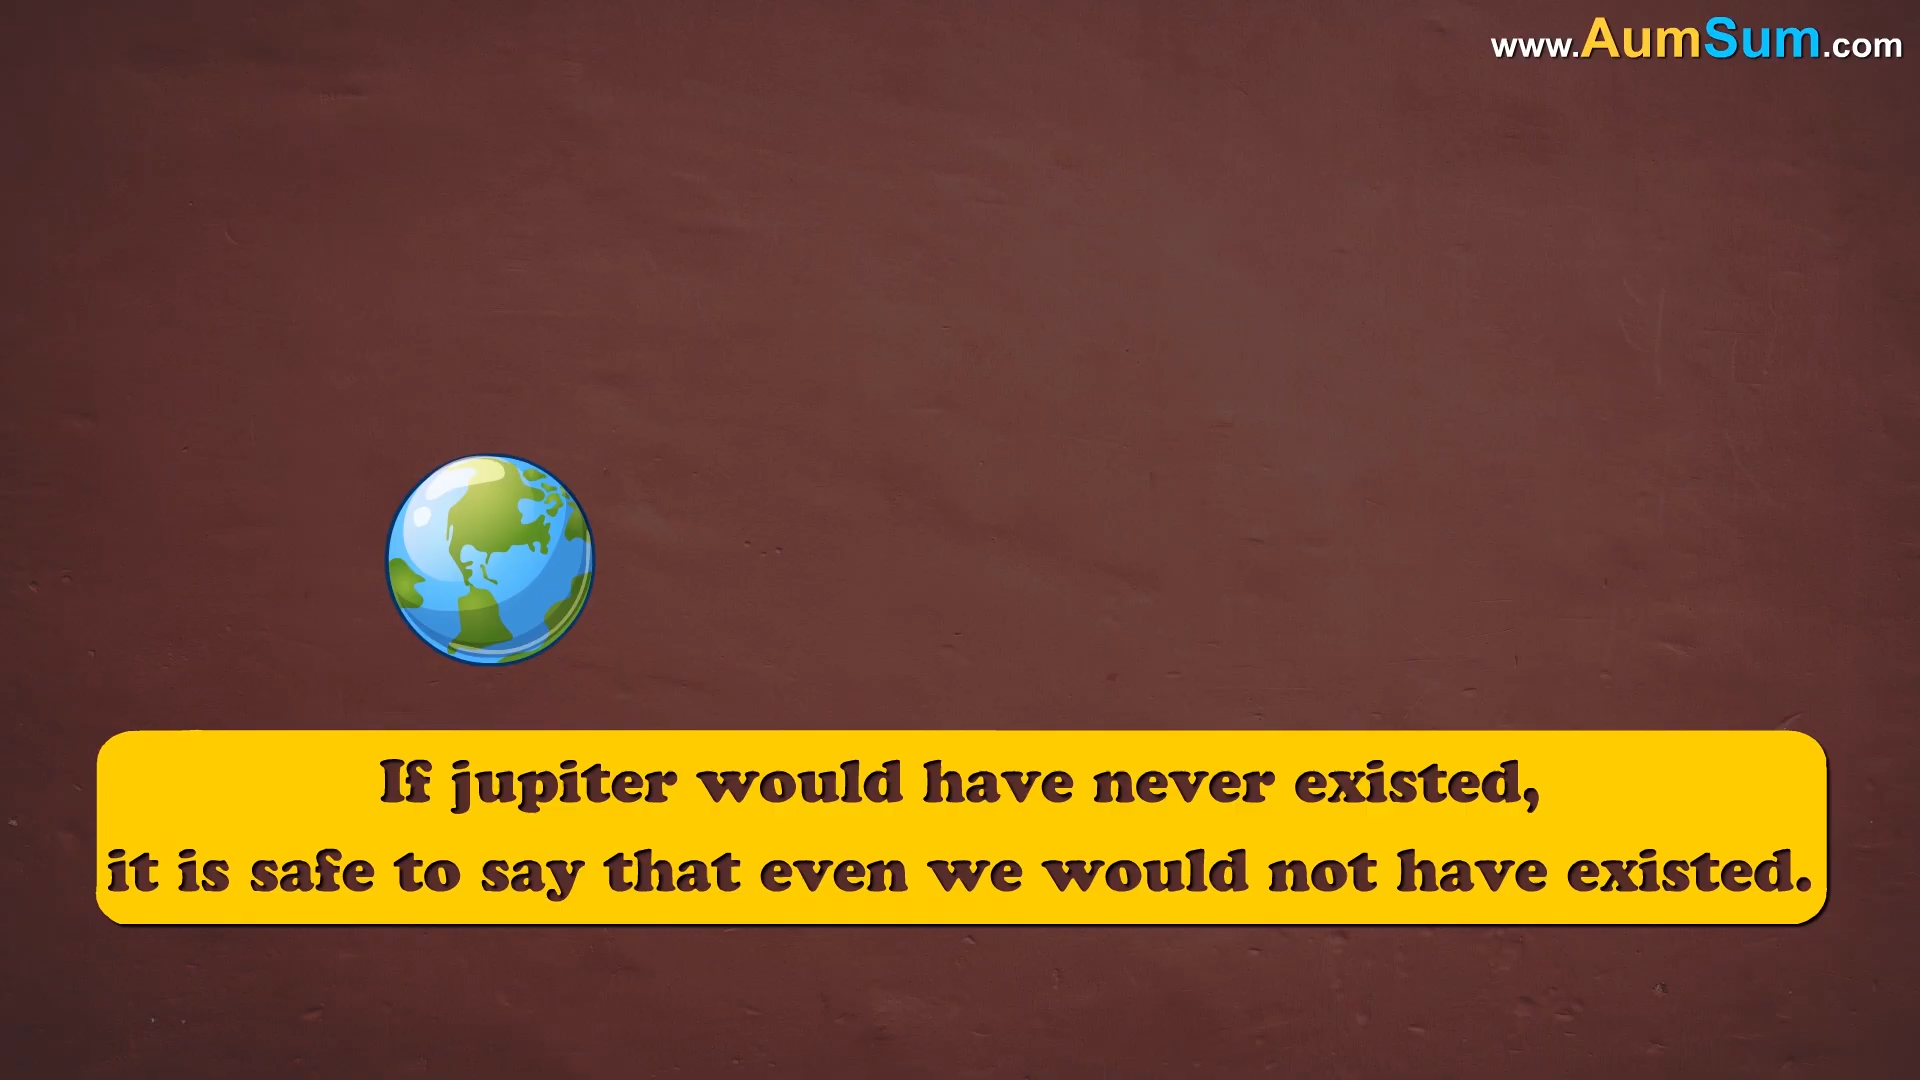 www.AumSum.com
If jupiter would have never existed,
it is safe to say that even we would not have existed.